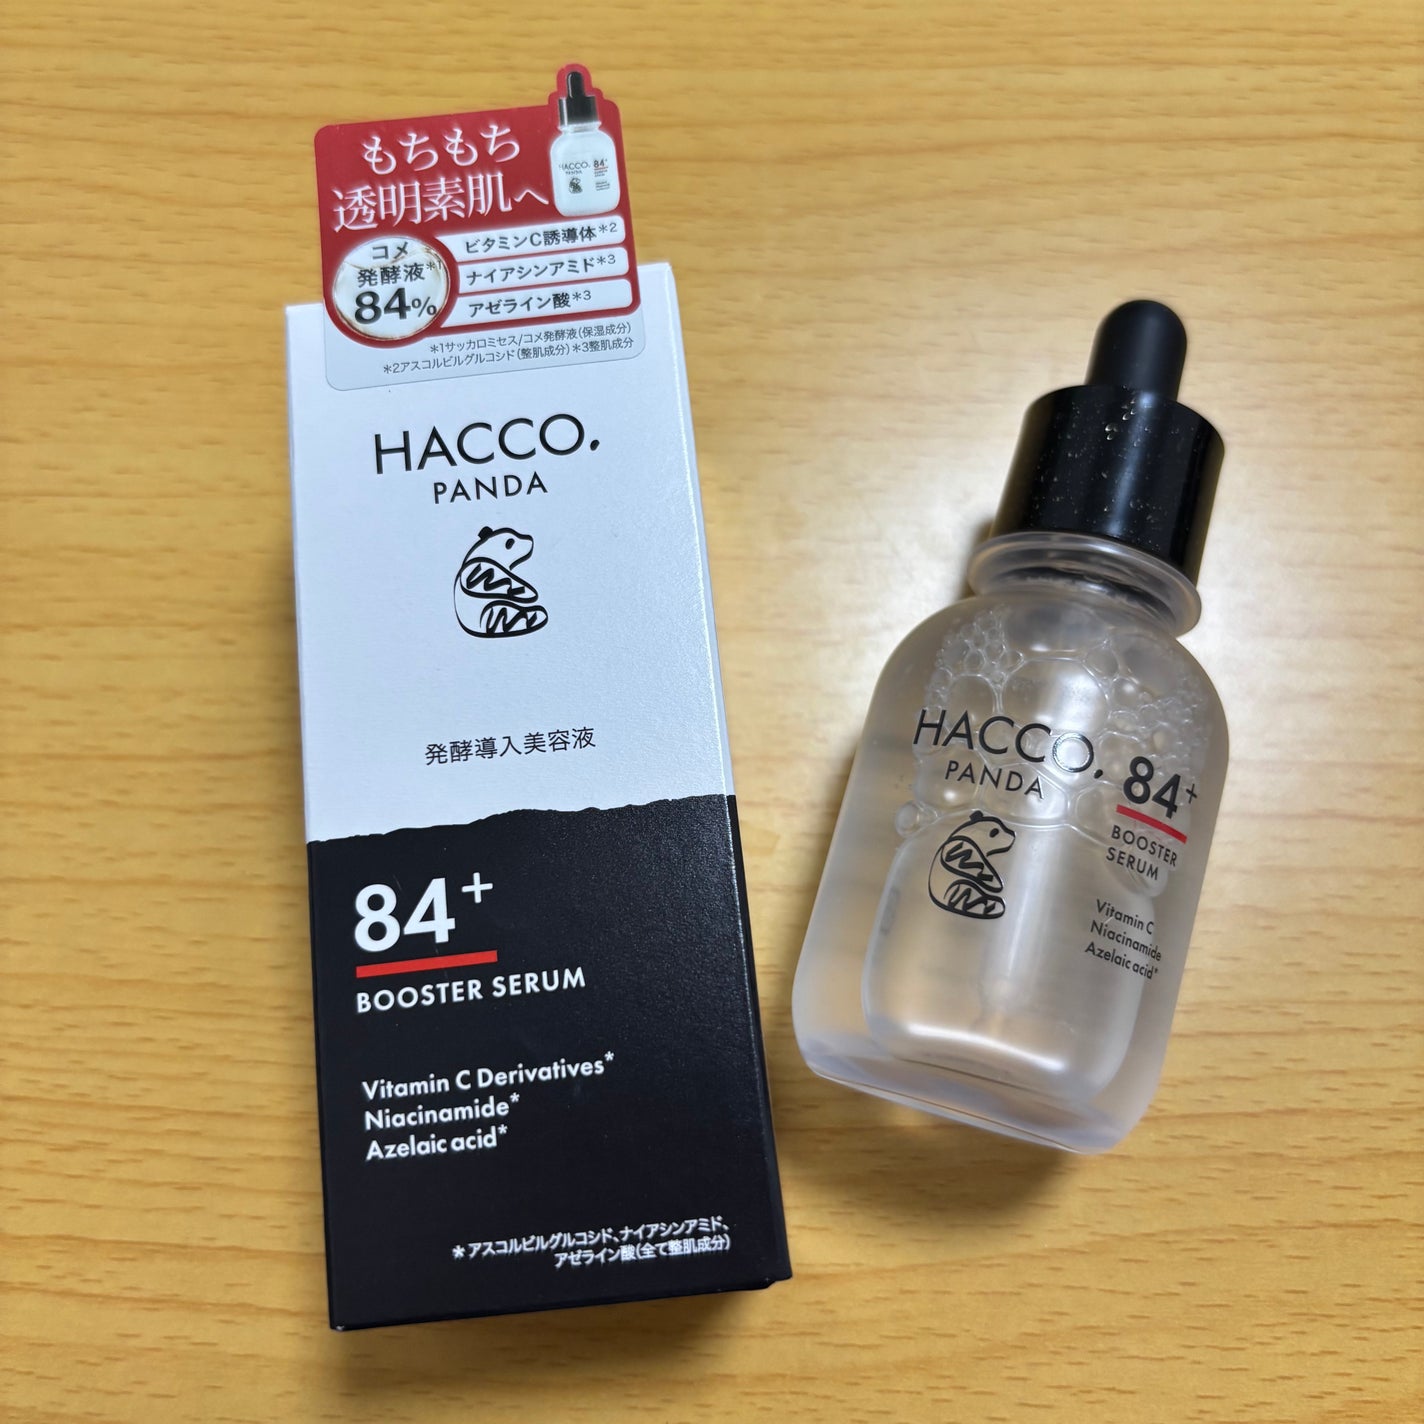 もちもち
透明素肌へ
コメ
発酵液*1
84%
ビタミンC誘導体*2
ナイアシンアミド*3
アゼライン酸*3
*1サッカロミセス/コメ発酵液(保湿成分)
*2アスコルビルグルコシド(整肌成分)*3整肌成分
HACCO.
PANDA
発酵導入美容液
84+
BOOSTER SERUM
Vitamin C Derivatives*
Niacinamide*
Azelaic acid*
*アスコルビルグルコシド、ナイアシンアミド、
アゼライン酸(全て整肌成分)
HACCO.
PANDA
84+
BOOSTER
SERUM
Vitamin C
Niacinamide
Azelaic acid*
HACCO.
PANDA
84+